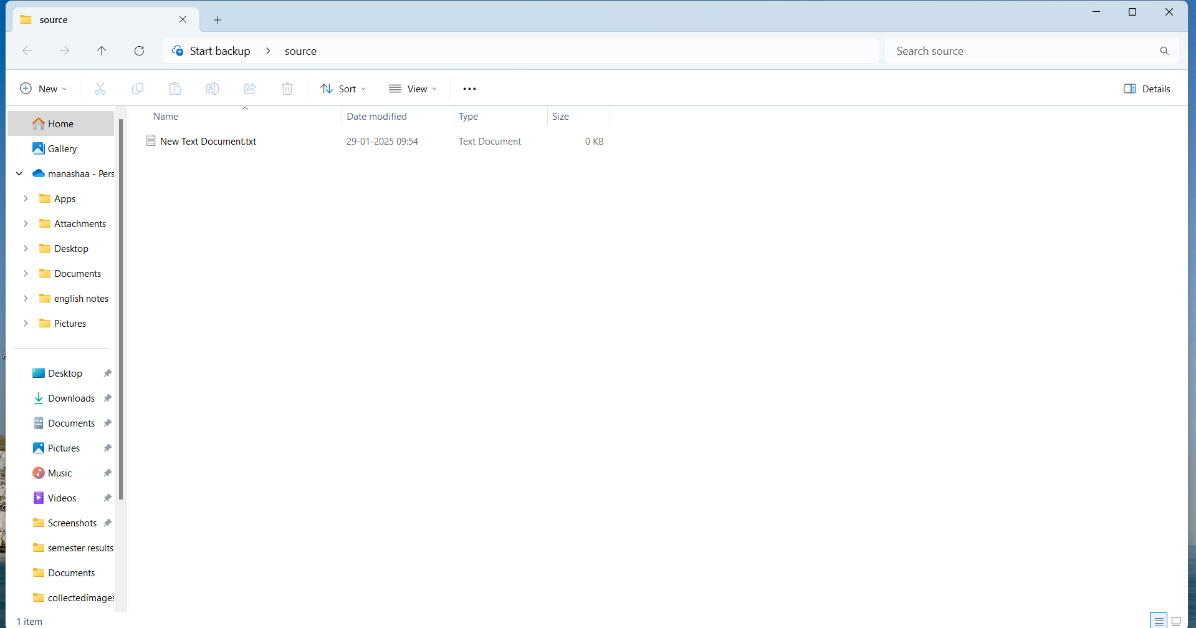 source
Start backup > source
Search source
New
Sort
View
Details
Name Date modified Type Size
New Text Document.txt 29-01-2025 09:54 Text Document 0 KB
Home
Gallery
manashaa - Pers
Apps
Attachments
Desktop
Documents
english notes
Pictures
Desktop
Downloads
Documents
Pictures
Music
Videos
Screenshots
semester results
Documents
collectedimages
1 item